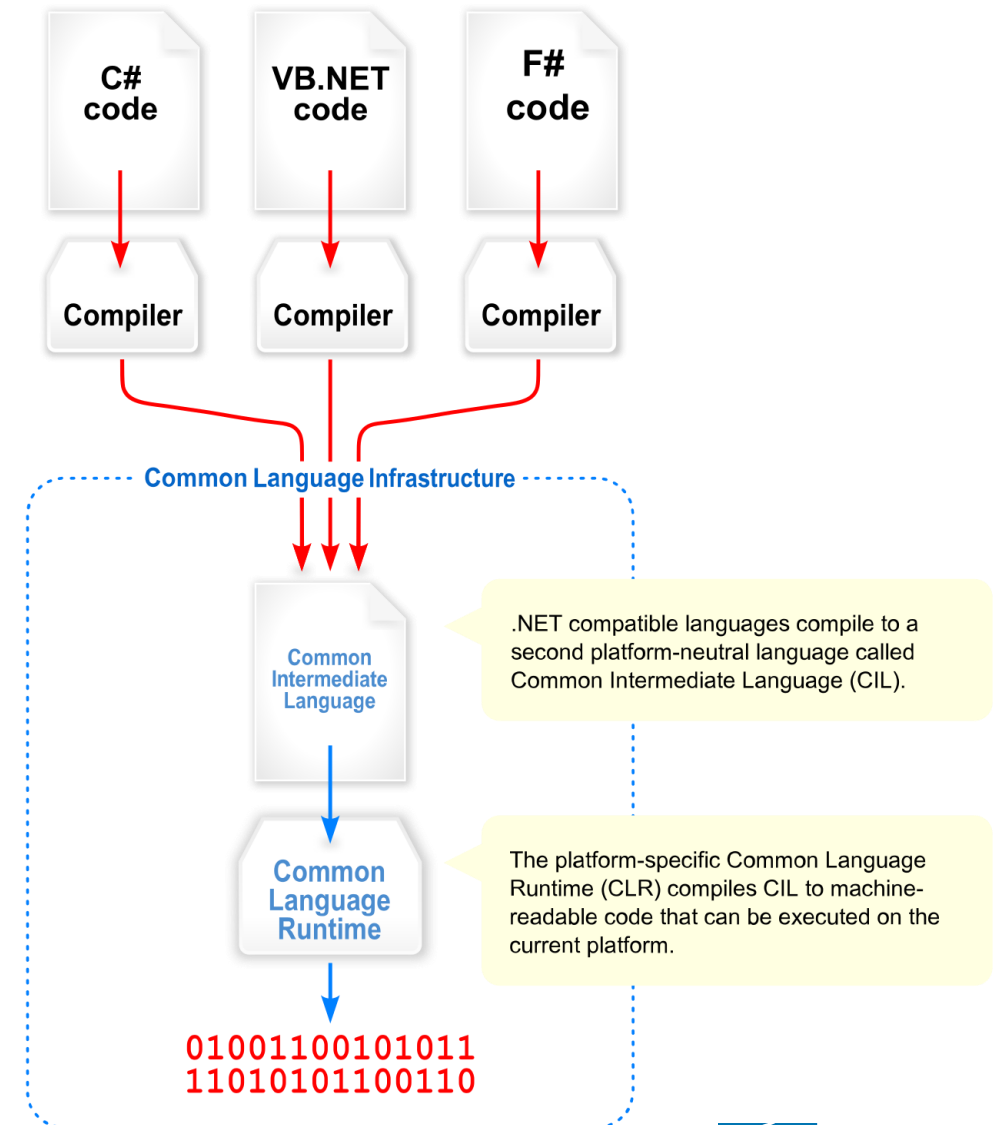 C#
code
VB.NET
code
F#
code
Compiler
Compiler
Compiler
Common Language Infrastructure
Common
Intermediate
Language
.NET compatible languages compile to a
second platform-neutral language called
Common Intermediate Language (CIL).
Common
Language
Runtime
The platform-specific Common Language
Runtime (CLR) compiles CIL to machine-
readable code that can be executed on the
current platform.
01001100101011
11010101100110